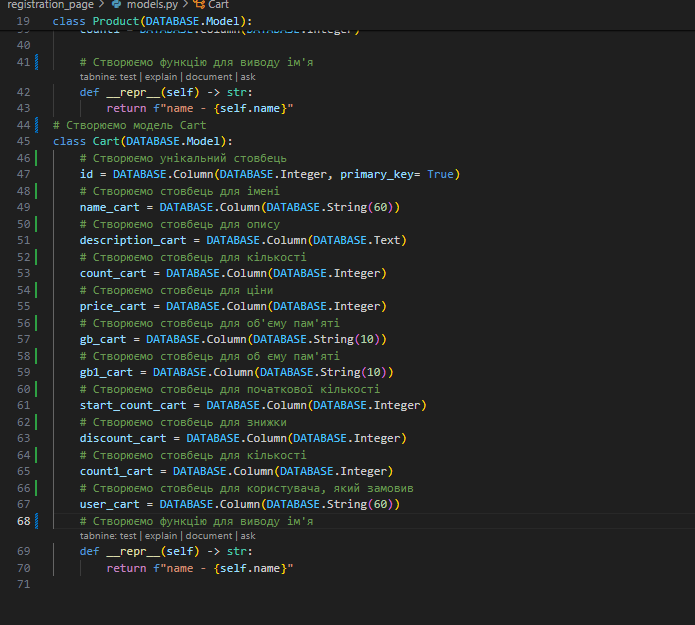 registration_page > models.py > Cart
19 class Product(DATABASE.Model):
40
41 # Створюємо функцію для виводу ім'я
tabnine: test | explain | document | ask
42 def __repr__(self) -> str:
43 return f"name - {self.name}"
44 # Створюємо модель Cart
45 class Cart(DATABASE.Model):
46 # Створюємо унікальний стовбець
47 id = DATABASE.Column(DATABASE.Integer, primary_key= True)
48 # Створюємо стовбець для імені
49 name_cart = DATABASE.Column(DATABASE.String(60))
50 # Створюємо стовбець для опису
51 description_cart = DATABASE.Column(DATABASE.Text)
52 # Створюємо стовбець для кількості
53 count_cart = DATABASE.Column(DATABASE.Integer)
54 # Створюємо стовбець для ціни
55 price_cart = DATABASE.Column(DATABASE.Integer)
56 # Створюємо стовбець для об'єму пам'яті
57 gb_cart = DATABASE.Column(DATABASE.String(10))
58 # Створюємо стовбець для об єму пам'яті
59 gb1_cart = DATABASE.Column(DATABASE.String(10))
60 # Створюємо стовбець для початкової кількості
61 start_count_cart = DATABASE.Column(DATABASE.Integer)
62 # Створюємо стовбець для знижки
63 discount_cart = DATABASE.Column(DATABASE.Integer)
64 # Створюємо стовбець для кількості
65 count1_cart = DATABASE.Column(DATABASE.Integer)
66 # Створюємо стовбець для користувача, який замовив
67 user_cart = DATABASE.Column(DATABASE.String(60))
68 # Створюємо функцію для виводу ім'я
tabnine: test | explain | document | ask
69 def __repr__(self) -> str:
70 return f"name - {self.name}"
71